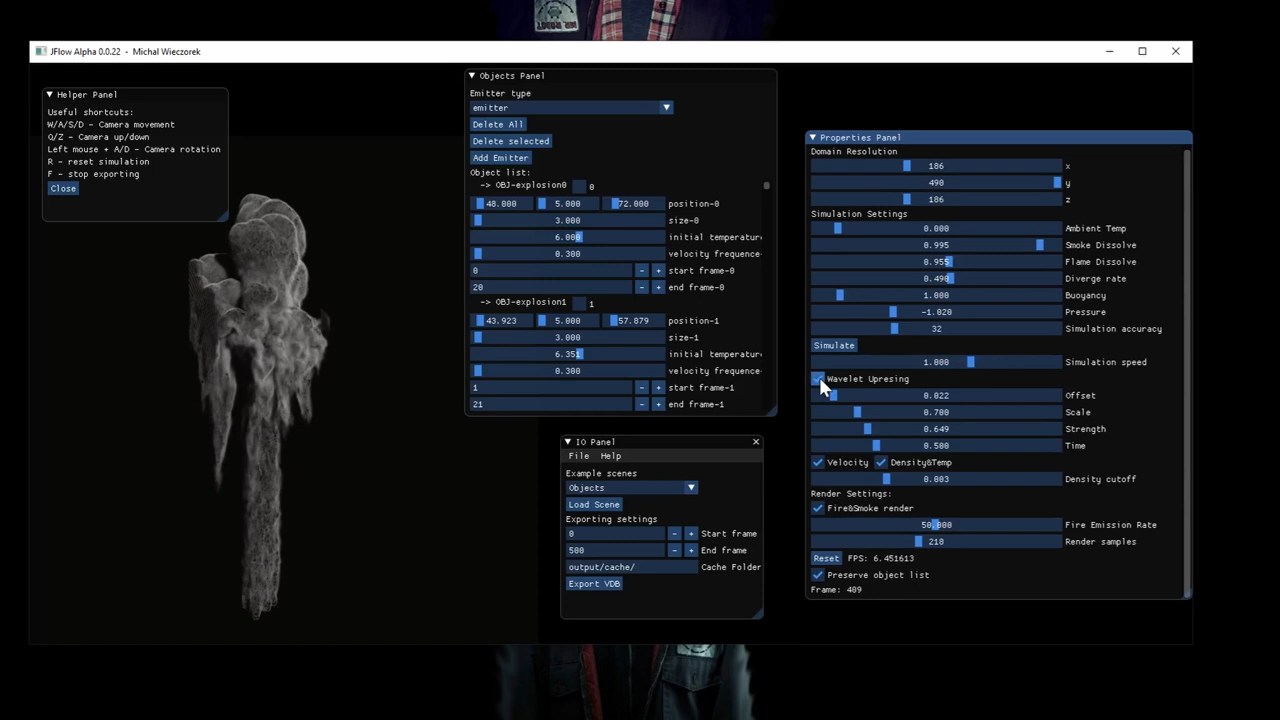 JFlow Alpha 0.0.22 - Michal Wieczorek
Helper Panel
Useful shortcuts:
W/A/S/D - Camera movement
Q/Z - Camera up/down
Left mouse + A/D - Camera rotation
R - reset simulation
F - stop exporting
Close
Objects Panel
Emitter type
emitter
Delete All
Delete selected
Add Emitter
Object list:
-> OBJ-explosion0 0
48.000 5.000 72.000 position-0
3.000 size-0
6.000 initial temperature
0.300 velocity frequence
0 - + start frame-0
20 - + end frame-0
-> OBJ-explosion1 1
43.923 5.000 57.879 position-1
3.000 size-1
6.351 initial temperature
0.300 velocity frequence
1 - + start frame-1
21 - + end frame-1
IO Panel
File Help
Example scenes
Objects
Load Scene
Exporting settings
0 - + Start frame
500 - + End frame
output/cache/ Cache Folder
Export VDB
Properties Panel
Domain Resolution
186 x
490 y
186 z
Simulation Settings
0.000 Ambient Temp
0.995 Smoke Dissolve
0.955 Flame Dissolve
0.490 Diverge rate
1.000 Buoyancy
-1.020 Pressure
32 Simulation accuracy
Simulate
1.000 Simulation speed
Wavelet Upresing
0.022 Offset
0.700 Scale
0.649 Strength
0.500 Time
Velocity Density&Temp
0.003 Density cutoff
Render Settings:
Fire&Smoke render
50.000 Fire Emission Rate
218 Render samples
Reset FPS: 6.451613
Preserve object list
Frame: 409